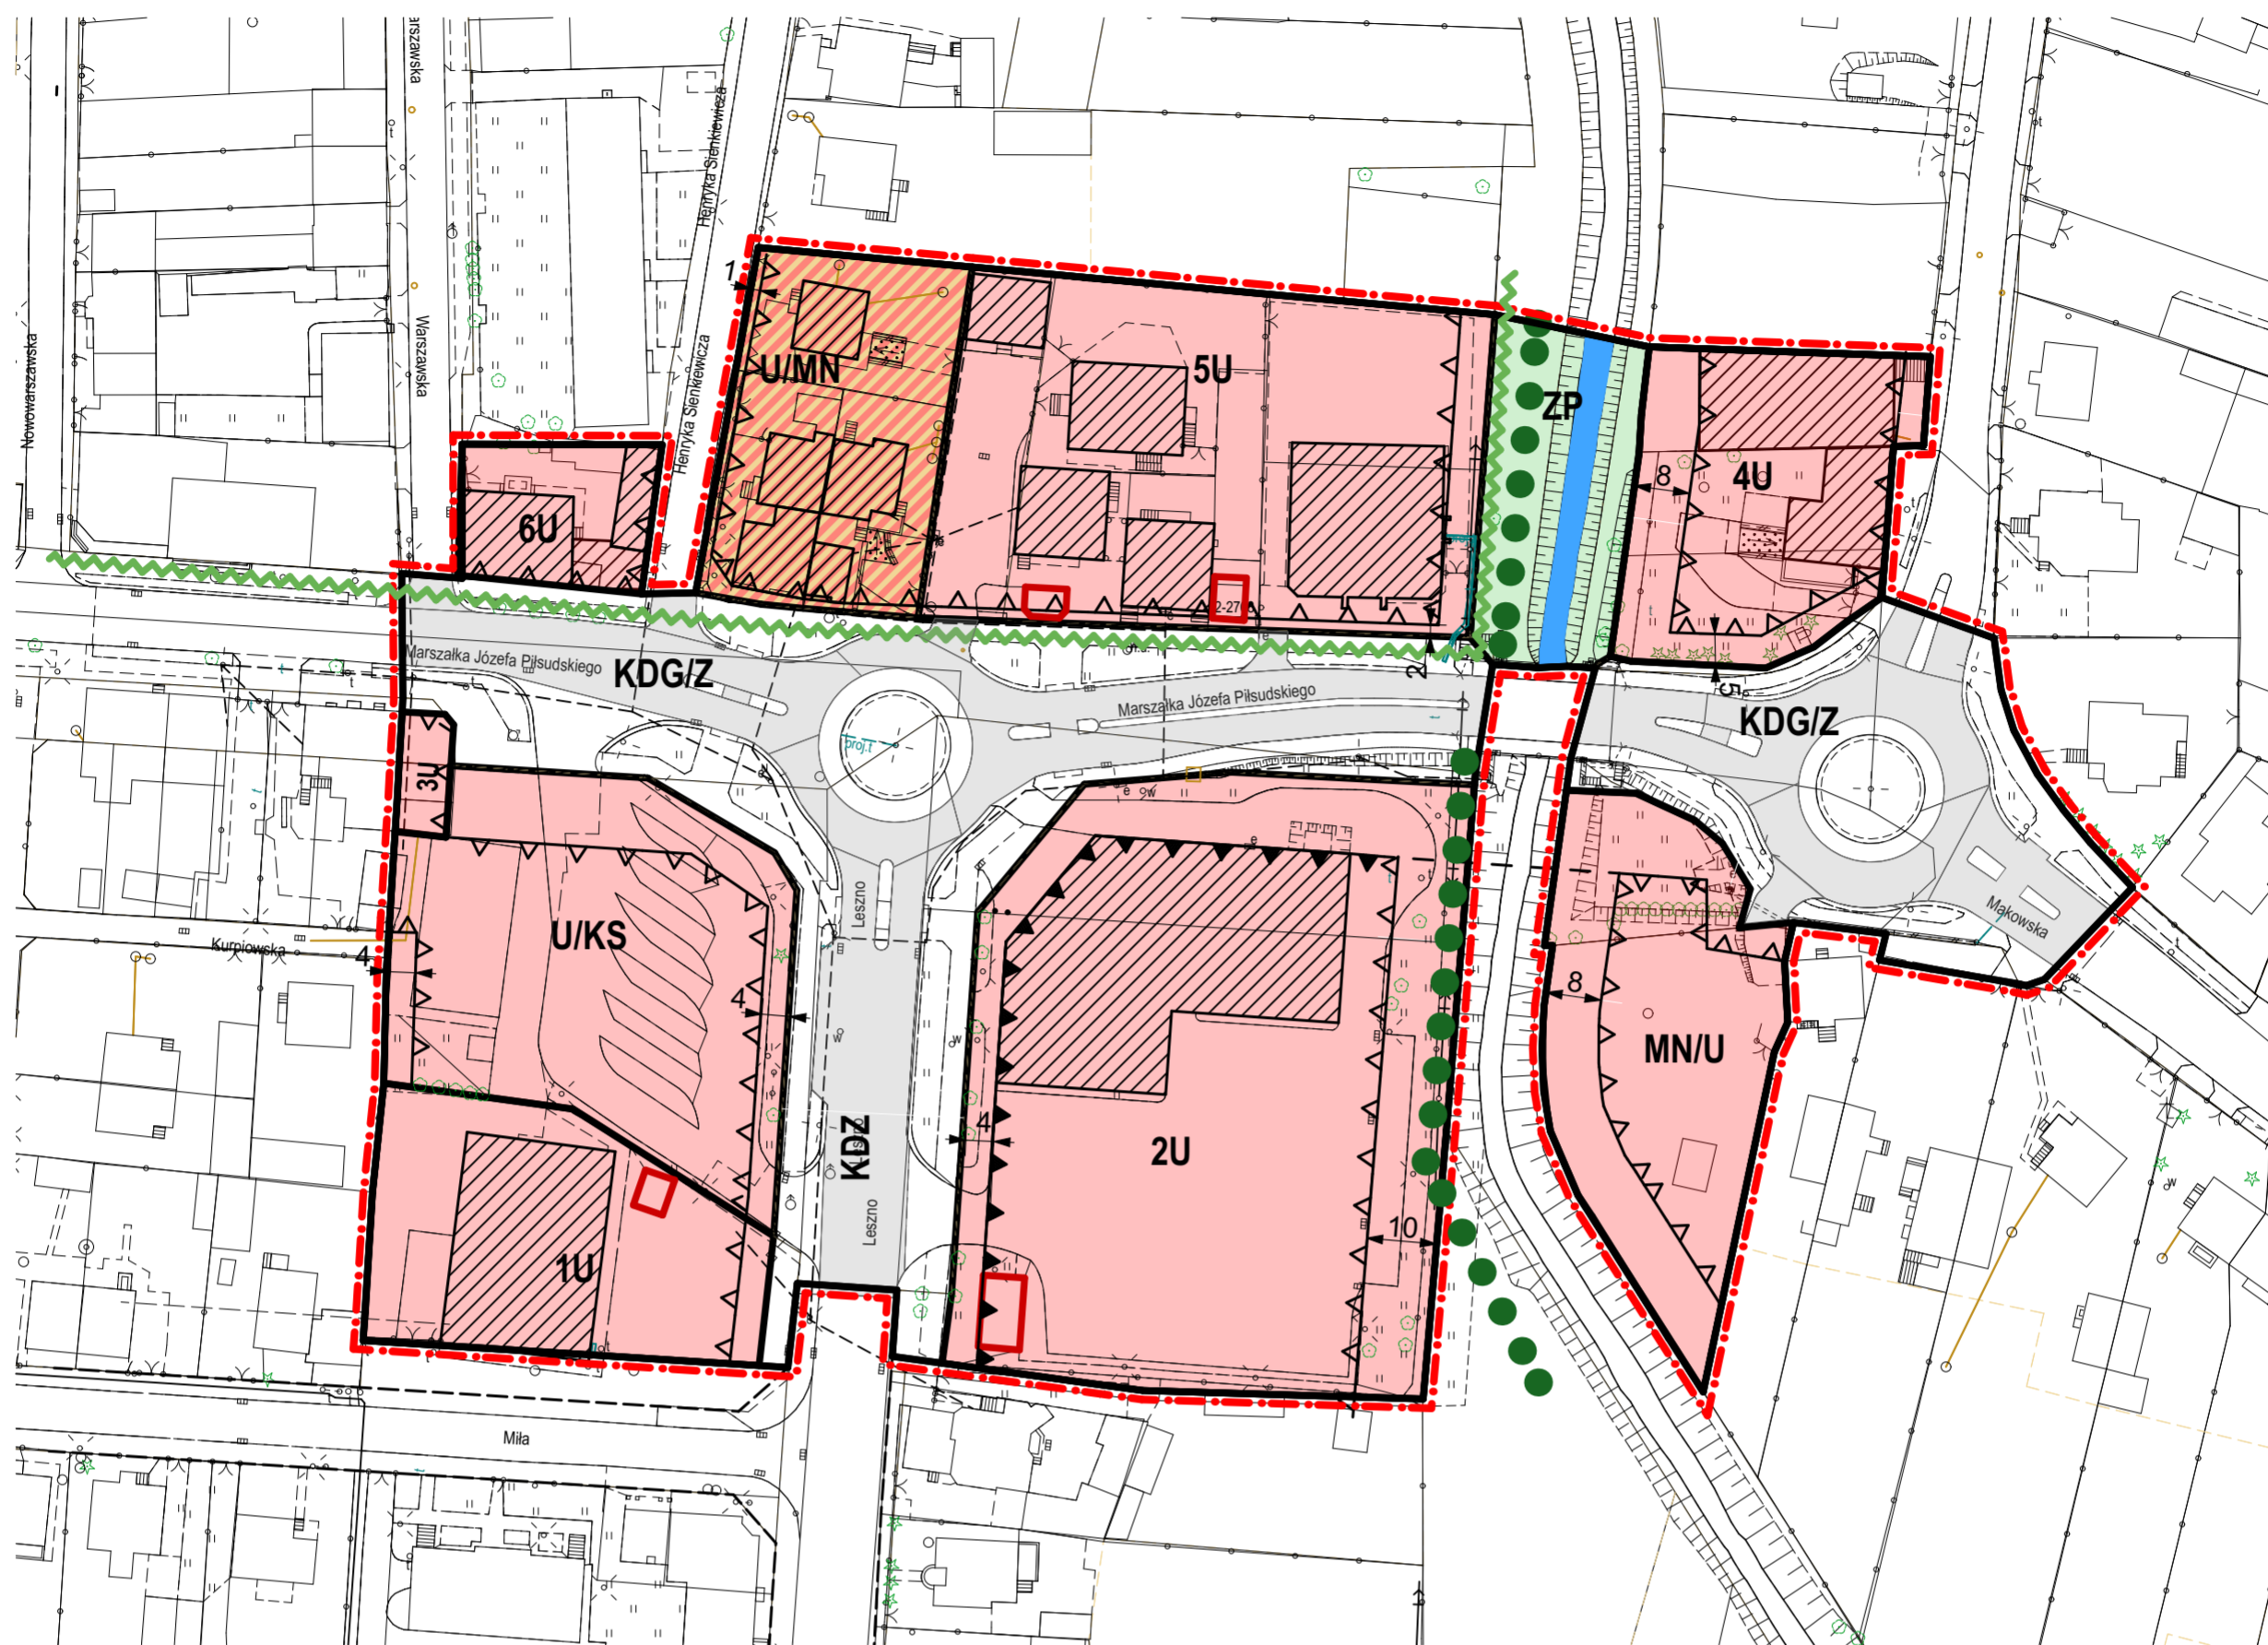 Warszawska
Henryka Sienkiewicza
1
Nowowarszawska
Warszawska
Henryka Sienkiewicza
U/MN
5U
ZP
8
4U
6U
Marszałka Józefa Piłsudskiego
KDG/Z
2
5
Marszałka Józefa Piłsudskiego
KDG/Z
proj.t
3U
e
w
e
Leszno
Makowska
U/KS
Kurpiowska
4
4
8
w
w
MN/U
KDZ
4
2U
Leszno
10
1U
Miła
t
t
t
w